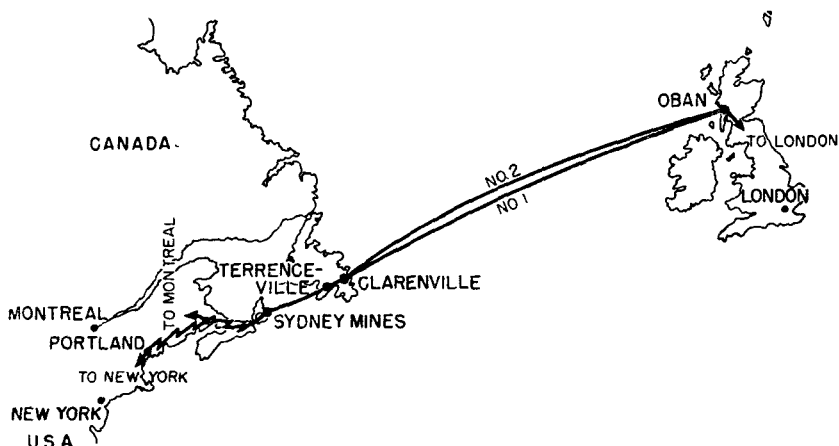 OBAN
TO LONDON
LONDON
CANADA.
NO. 2
NO 1
TO MONTREAL
TERRENCE-
VILLE
CLARENVILLE
SYDNEY MINES
MONTREAL
PORTLAND
TO NEW YORK
NEW YORK
U.S.A.